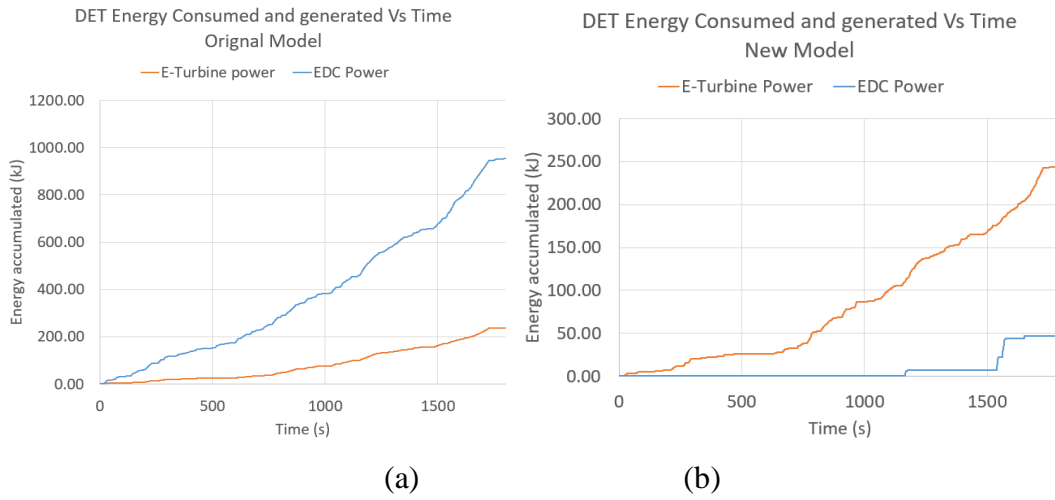 DET Energy Consumed and generated Vs Time
Orignal Model
E-Turbine power
EDC Power
Energy accumulated (kJ)
1200.00
1000.00
800.00
600.00
400.00
200.00
0.00
0
500
1000
1500
Time (s)
(a)
DET Energy Consumed and generated Vs Time
New Model
E-Turbine Power
EDC Power
Energy accumulated (kJ)
300.00
250.00
200.00
150.00
100.00
50.00
0.00
0
500
1000
1500
Time (s)
(b)